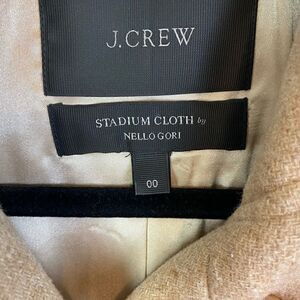 J.CREW
STADIUM CLOTH by
NELLO GORI
00